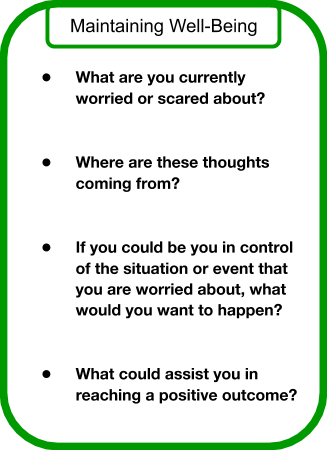 Maintaining Well-Being
• What are you currently
worried or scared about?
• Where are these thoughts
coming from?
• If you could be you in control
of the situation or event that
you are worried about, what
would you want to happen?
• What could assist you in
reaching a positive outcome?